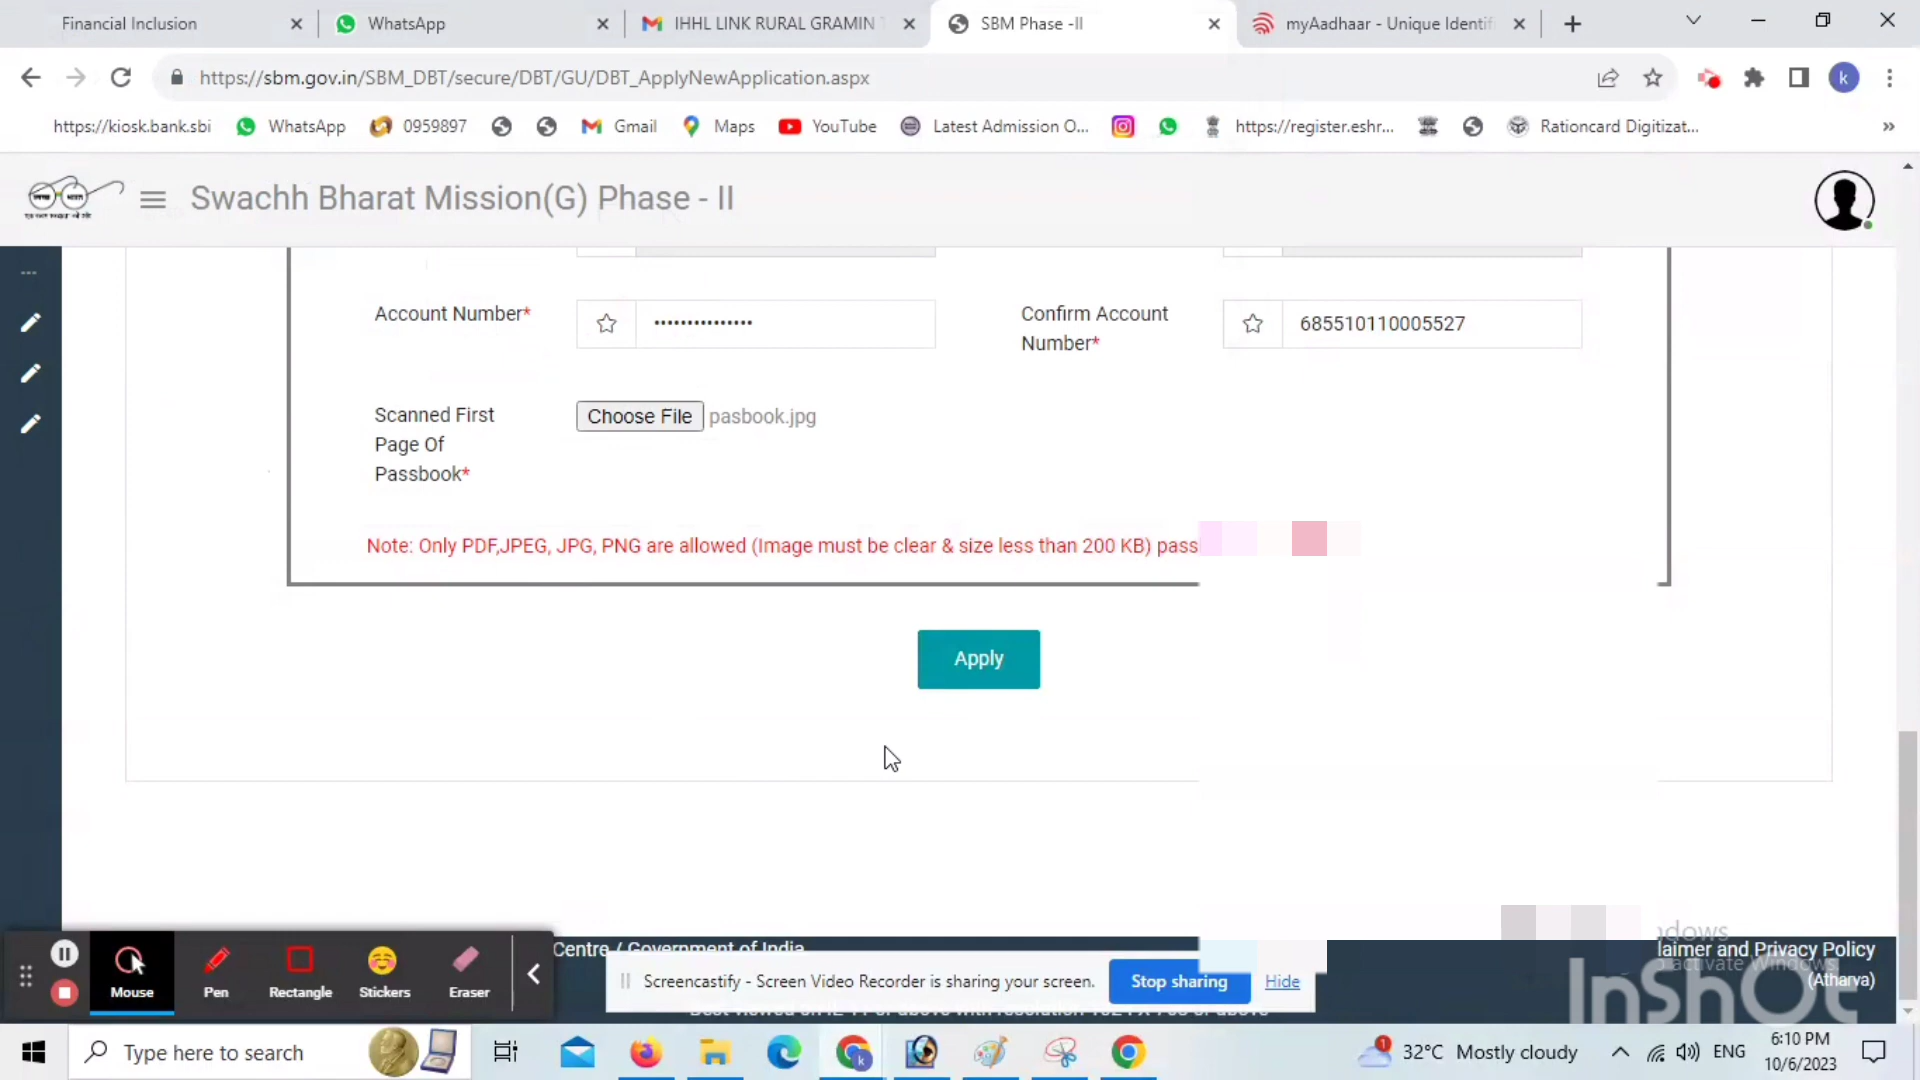 Financial Inclusion
WhatsApp
IHHL LINK RURAL GRAMIN
SBM Phase -II
myAadhaar - Unique Identifi
https://sbm.gov.in/SBM_DBT/secure/DBT/GU/DBT_ApplyNewApplication.aspx
k
https://kiosk.bank.sbi
WhatsApp
0959897
Gmail
Maps
YouTube
Latest Admission O...
https://register.eshr...
Rationcard Digitizat...
»
Swachh Bharat Mission(G) Phase - II
Account Number*
•••••••••••••••
Confirm Account
Number*
685510110005527
Scanned First
Page Of
Passbook*
Choose File pasbook.jpg
Note: Only PDF,JPEG, JPG, PNG are allowed (Image must be clear & size less than 200 KB) pass
Apply
Centre / Government of India
laimer and Privacy Policy
(Atharva)
InShOt
Mouse
Pen
Rectangle
Stickers
Eraser
Screencastify - Screen Video Recorder is sharing your screen.
Stop sharing
Hide
Type here to search
k
1
32°C Mostly cloudy
ENG
6:10 PM
10/6/2023